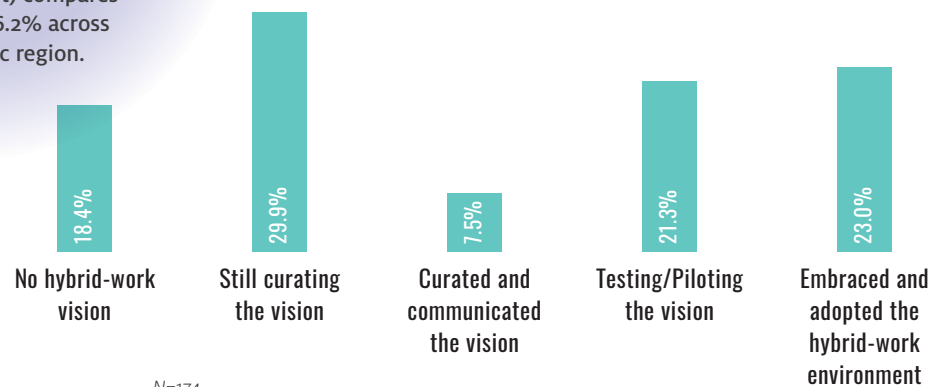 compares
6.2% across
region.
18.4%
29.9%
7.5%
21.3%
23.0%
No hybrid-work
vision
Still curating
the vision
Curated and
communicated
the vision
Testing/Piloting
the vision
Embraced and
adopted the
hybrid-work
environment
N=174